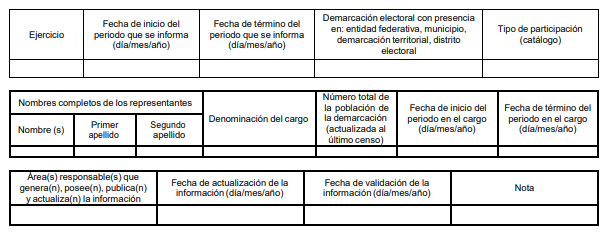 Ejercicio
Fecha de inicio del
periodo que se informa
(día/mes/año)
Fecha de término del
periodo que se informa
(día/mes/año)
Demarcación electoral con presencia
en: entidad federativa, municipio,
demarcación territorial, distrito
electoral
Tipo de participación
(catálogo)
Nombres completos de los representantes
Nombre (s)
Primer
apellido
Segundo
apellido
Denominación del cargo
Número total de
la población de
la demarcación
(actualizada al
último censo)
Fecha de inicio del
periodo en el cargo
(día/mes/año)
Fecha de término del
periodo en el cargo
(día/mes/año)
Área(s) responsable(s) que
genera(n), posee(n), publica(n)
y actualiza(n) la información
Fecha de actualización de la
información (día/mes/año)
Fecha de validación de la
información (día/mes/año)
Nota